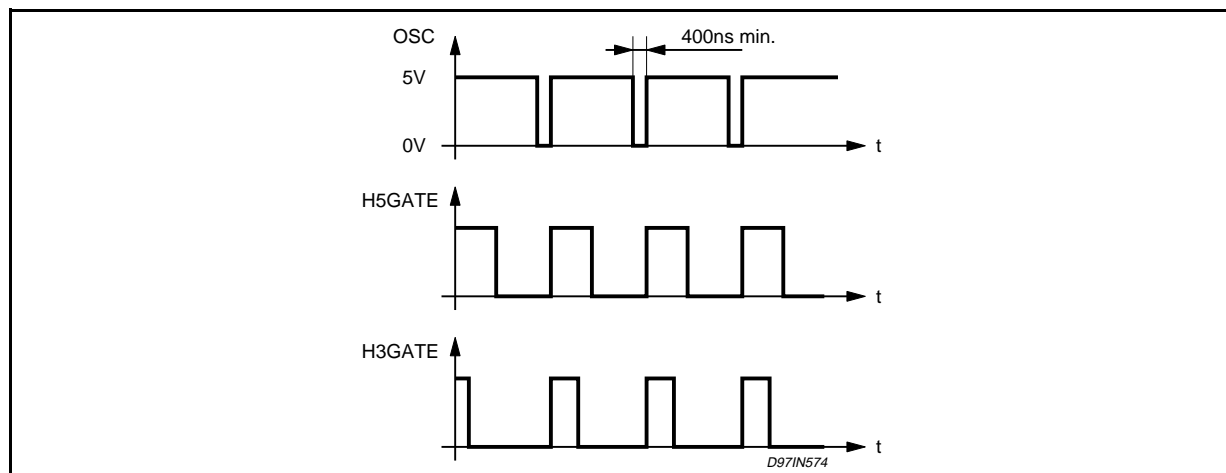 OSC
400ns min.
5V
0V
t
H5GATE
t
H3GATE
t
D97IN574